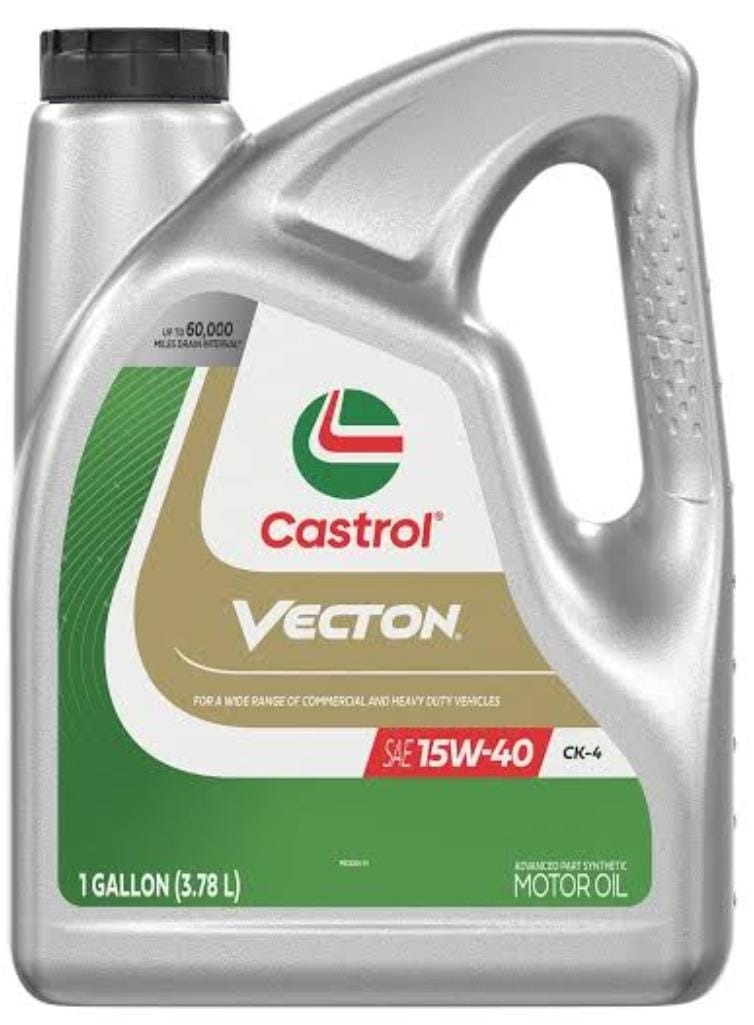 UP TO 60,000
MILES DRAIN INTERVAL*
Castrol®
VECTON®
FOR A WIDE RANGE OF COMMERCIAL AND HEAVY DUTY VEHICLES
SAE 15W-40 CK-4
1 GALLON (3.78 L)
ADVANCED PART SYNTHETIC
MOTOR OIL